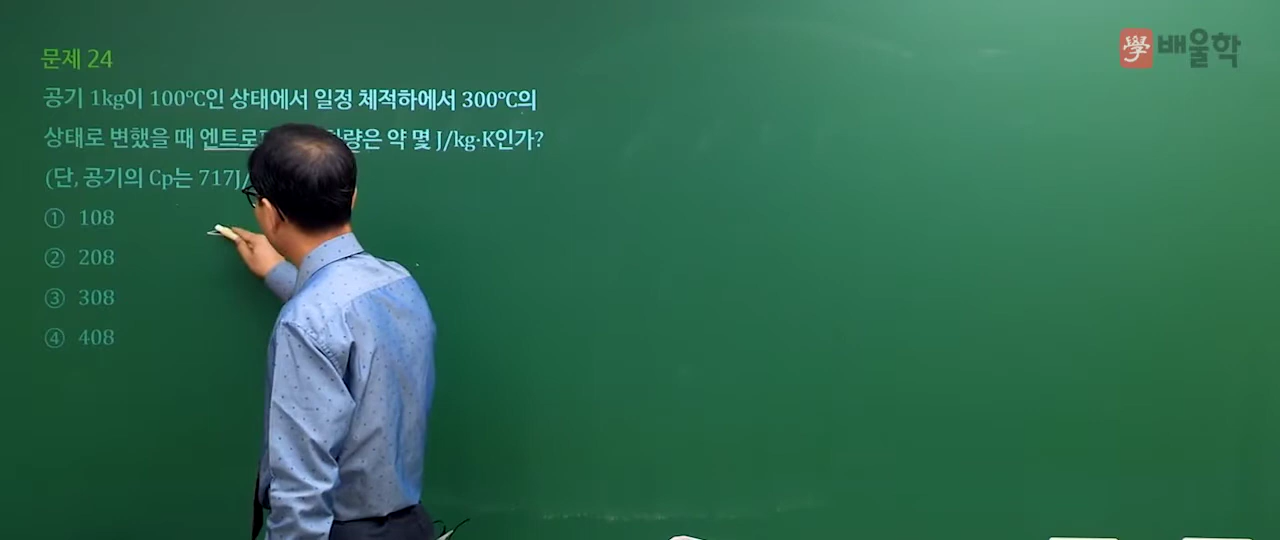 學 배울학
문제 24
공기 1kg이 100℃인 상태에서 일정 체적하에서 300℃의
상태로 변했을 때 엔트로 량은 약 몇 J/kg·K인가?
(단, 공기의 Cp는 717J/
① 108
② 208
③ 308
④ 408